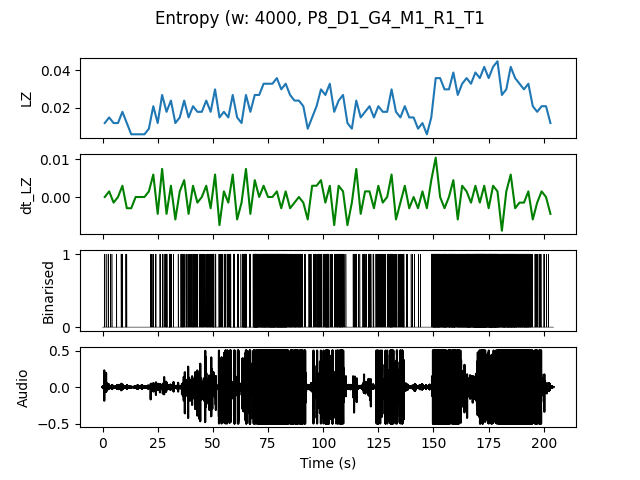 Entropy (w: 4000, P8_D1_G4_M1_R1_T1
0.04
0.02
LZ
0.01
0.00
dt_LZ
1
0
Binarised
0.5
0.0
−0.5
Audio
0 25 50 75 100 125 150 175 200
Time (s)